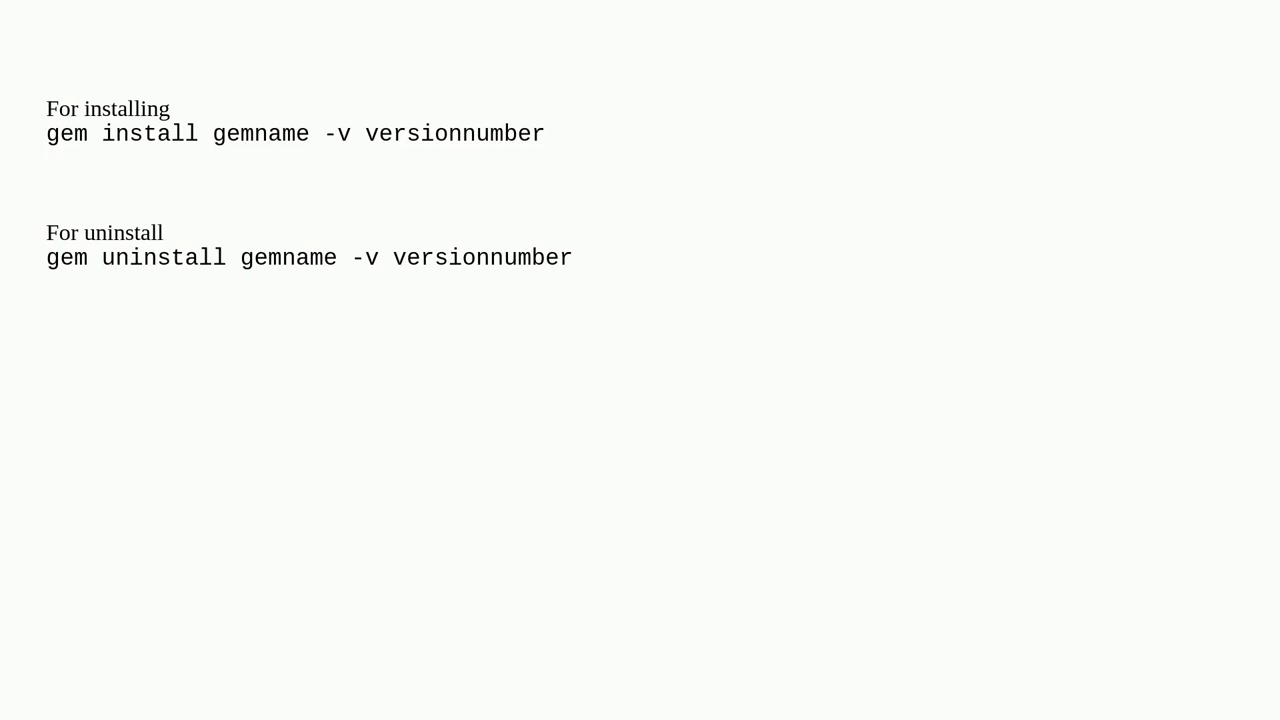 For installing
gem install gemname -v versionnumber
For uninstall
gem uninstall gemname -v versionnumber